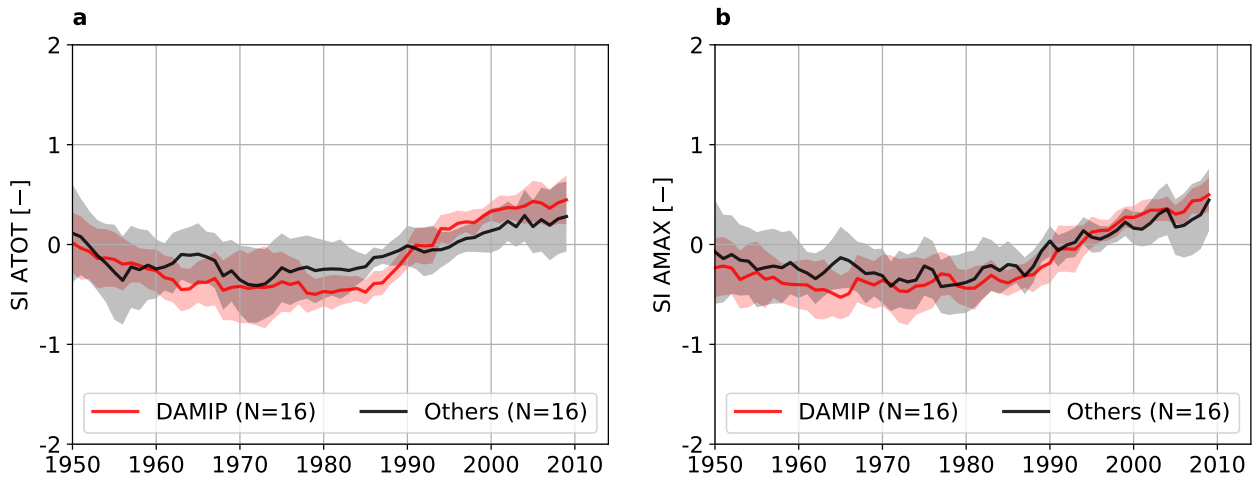 a
2
1
0
-1
-2
SI ATOT [−]
DAMIP (N=16) Others (N=16)
1950 1960 1970 1980 1990 2000 2010
b
2
1
0
-1
-2
SI AMAX [−]
DAMIP (N=16) Others (N=16)
1950 1960 1970 1980 1990 2000 2010